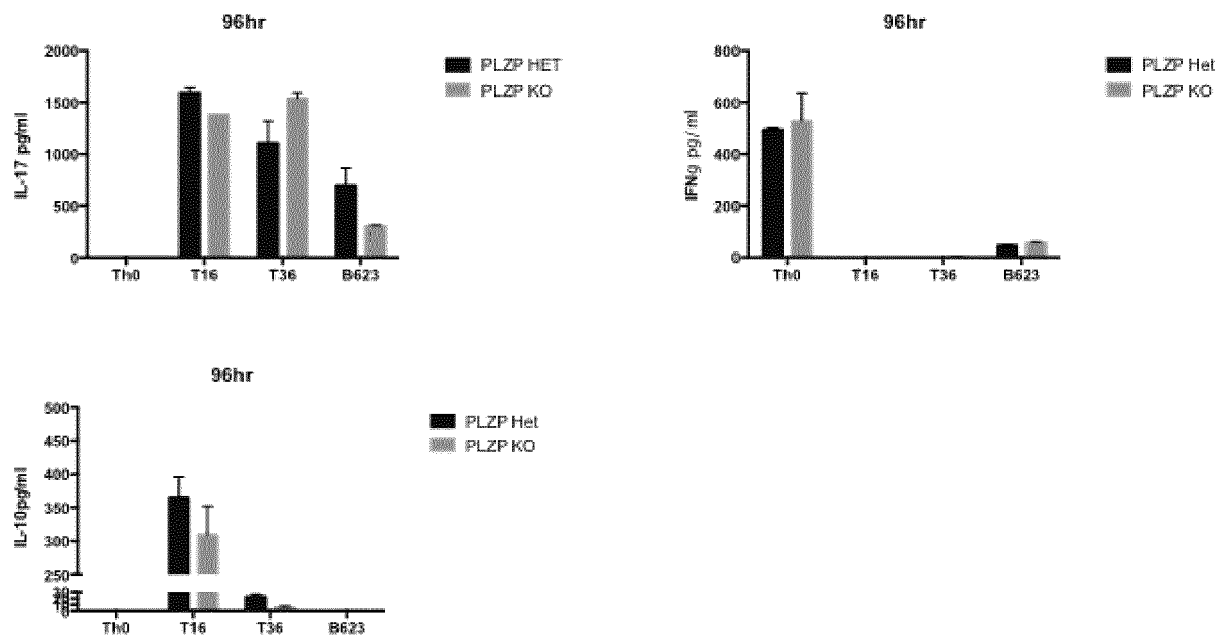 96hr
2000
1500
1000
500
0
IL-17 pg/ml
Th0 T16 T36 B623
PLZP HET
PLZP KO
96hr
800
600
400
200
0
IFNg pg/ml
Th0 T16 T36 B623
PLZP Het
PLZP KO
96hr
500
450
400
350
300
250
IL-10pg/ml
Th0 T16 T36 B623
PLZP Het
PLZP KO